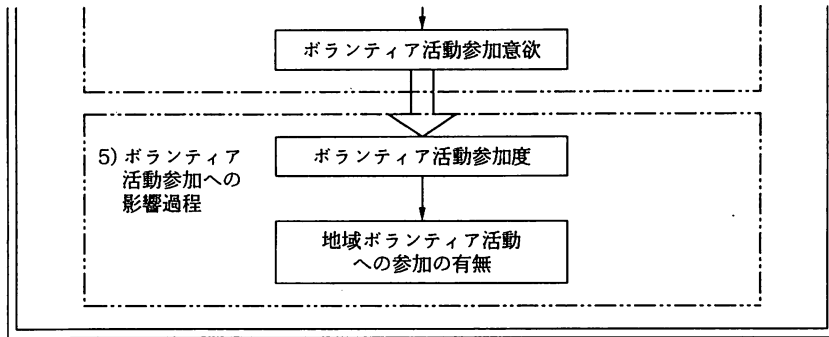 ボランティア活動参加意欲
5) ボランティア
活動参加への
影響過程
ボランティア活動参加度
地域ボランティア活動
への参加の有無